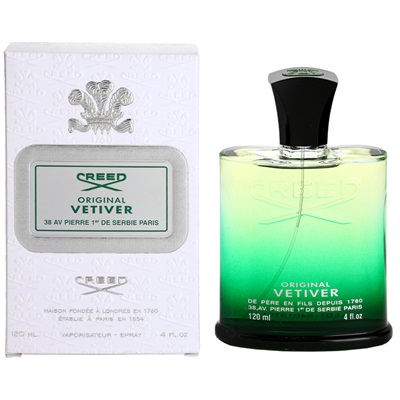 CREED
ORIGINAL
VETIVER
38 AV PIERRE 1er DE SERBIE PARIS
CREED
MAISON FONDÉE À LONDRES EN 1760
ÉTABLIE À PARIS EN 1854
120 ML. VAPORISATEUR - SPRAY 4 FL.OZ
ORIGINAL
VETIVER
DE PÈRE EN FILS DEPUIS 1760
38, AV. PIERRE 1er DE SERBIE PARIS
120 ml 4 fl.oz